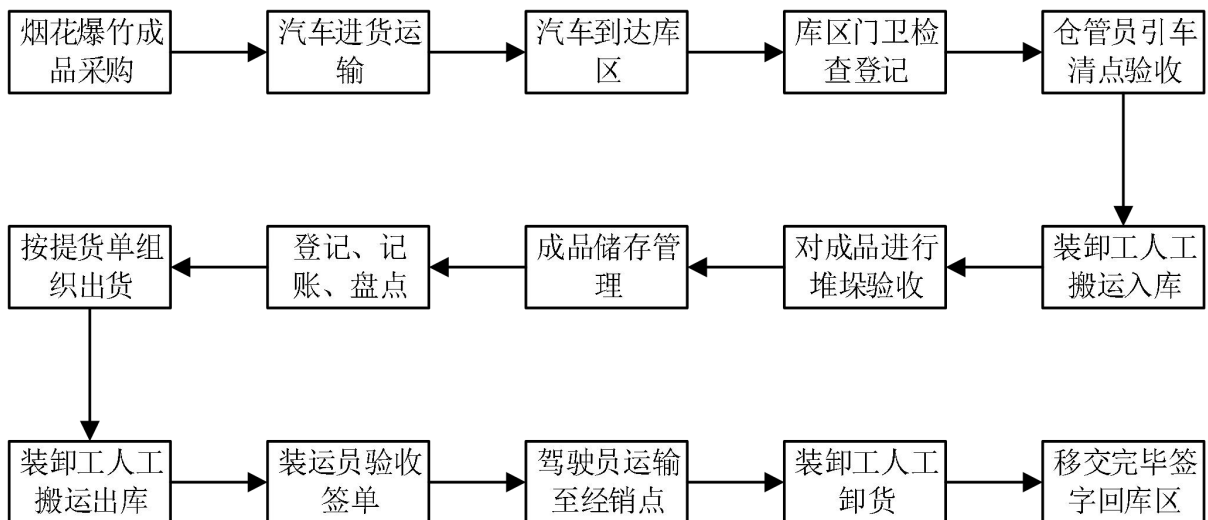 烟花爆竹成
品采购
汽车进货运
输
汽车到达库
区
库区门卫检
查登记
仓管员引车
清点验收
装卸工人工
搬运入库
对成品进行
堆垛验收
成品储存管
理
登记、记
账、盘点
按提货单组
织出货
装卸工人工
搬运出库
装运员验收
签单
驾驶员运输
至经销点
装卸工人工
卸货
移交完毕签
字回库区